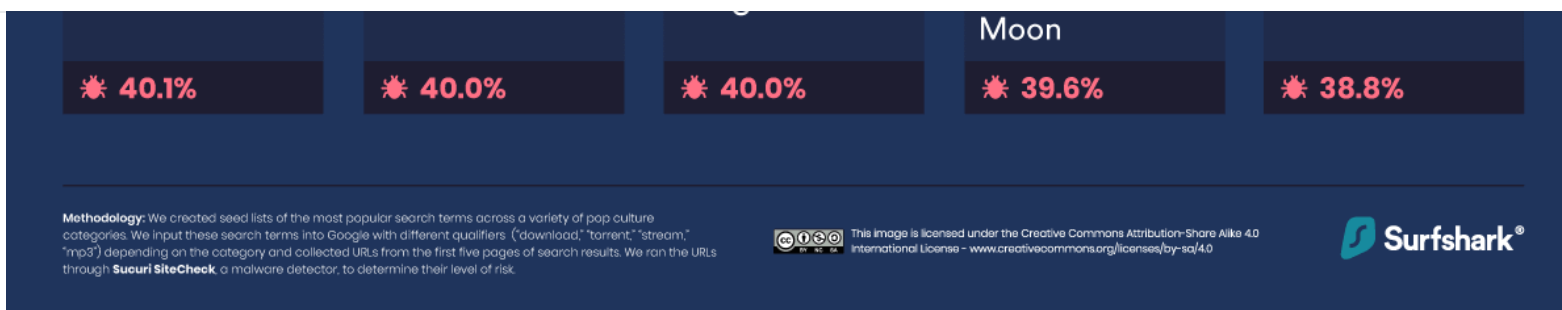 Moon
40.1%
40.0%
40.0%
39.6%
38.8%
Methodology: We created seed lists of the most popular search terms across a variety of pop culture
categories. We input these search terms into Google with different qualifiers ("download," "torrent," "stream,"
"mp3") depending on the category and collected URLs from the first five pages of search results. We ran the URLs
through Sucuri SiteCheck, a malware detector, to determine their level of risk.
cc BY NC SA
This image is licensed under the Creative Commons Attribution-Share Alike 4.0
International License - www.creativecommons.org/licenses/by-sa/4.0
Surfshark®